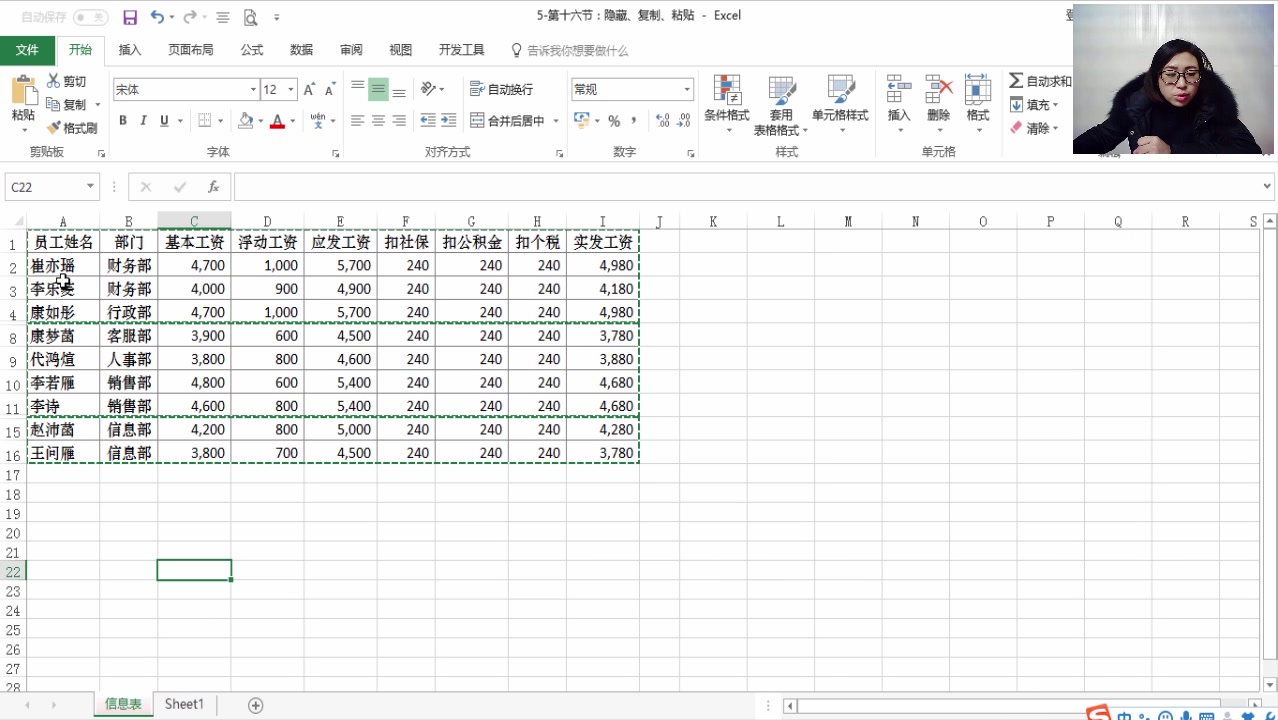 自动保存 关
5-第十六节：隐藏、复制、粘贴 - Excel
文件 开始 插入 页面布局 公式 数据 审阅 视图 开发工具 告诉我你想要做什么
粘贴 剪切 复制 格式刷 剪贴板
宋体 12 A A
B I U A wén 字体
自动换行
合并后居中
对齐方式
常规
% , .00
数字
条件格式 套用表格格式 单元格样式 样式
插入 删除 格式 单元格
自动求和
填充
清除
C22 fx
A B C D E F G H I J K L M N O P Q R S
1 员工姓名 部门 基本工资 浮动工资 应发工资 扣社保 扣公积金 扣个税 实发工资
2 崔亦瑶 财务部 4,700 1,000 5,700 240 240 240 4,980
3 李乐 财务部 4,000 900 4,900 240 240 240 4,180
4 康如彤 行政部 4,700 1,000 5,700 240 240 240 4,980
8 康梦菡 客服部 3,900 600 4,500 240 240 240 3,780
9 代鸿煊 人事部 3,800 800 4,600 240 240 240 3,880
10 李若雁 销售部 4,800 600 5,400 240 240 240 4,680
11 李诗 销售部 4,600 800 5,400 240 240 240 4,680
15 赵沛菡 信息部 4,200 800 5,000 240 240 240 4,280
16 王问雁 信息部 3,800 700 4,500 240 240 240 3,780
17
18
19
20
21
22
23
24
25
26
27
28
信息表 Sheet1
中